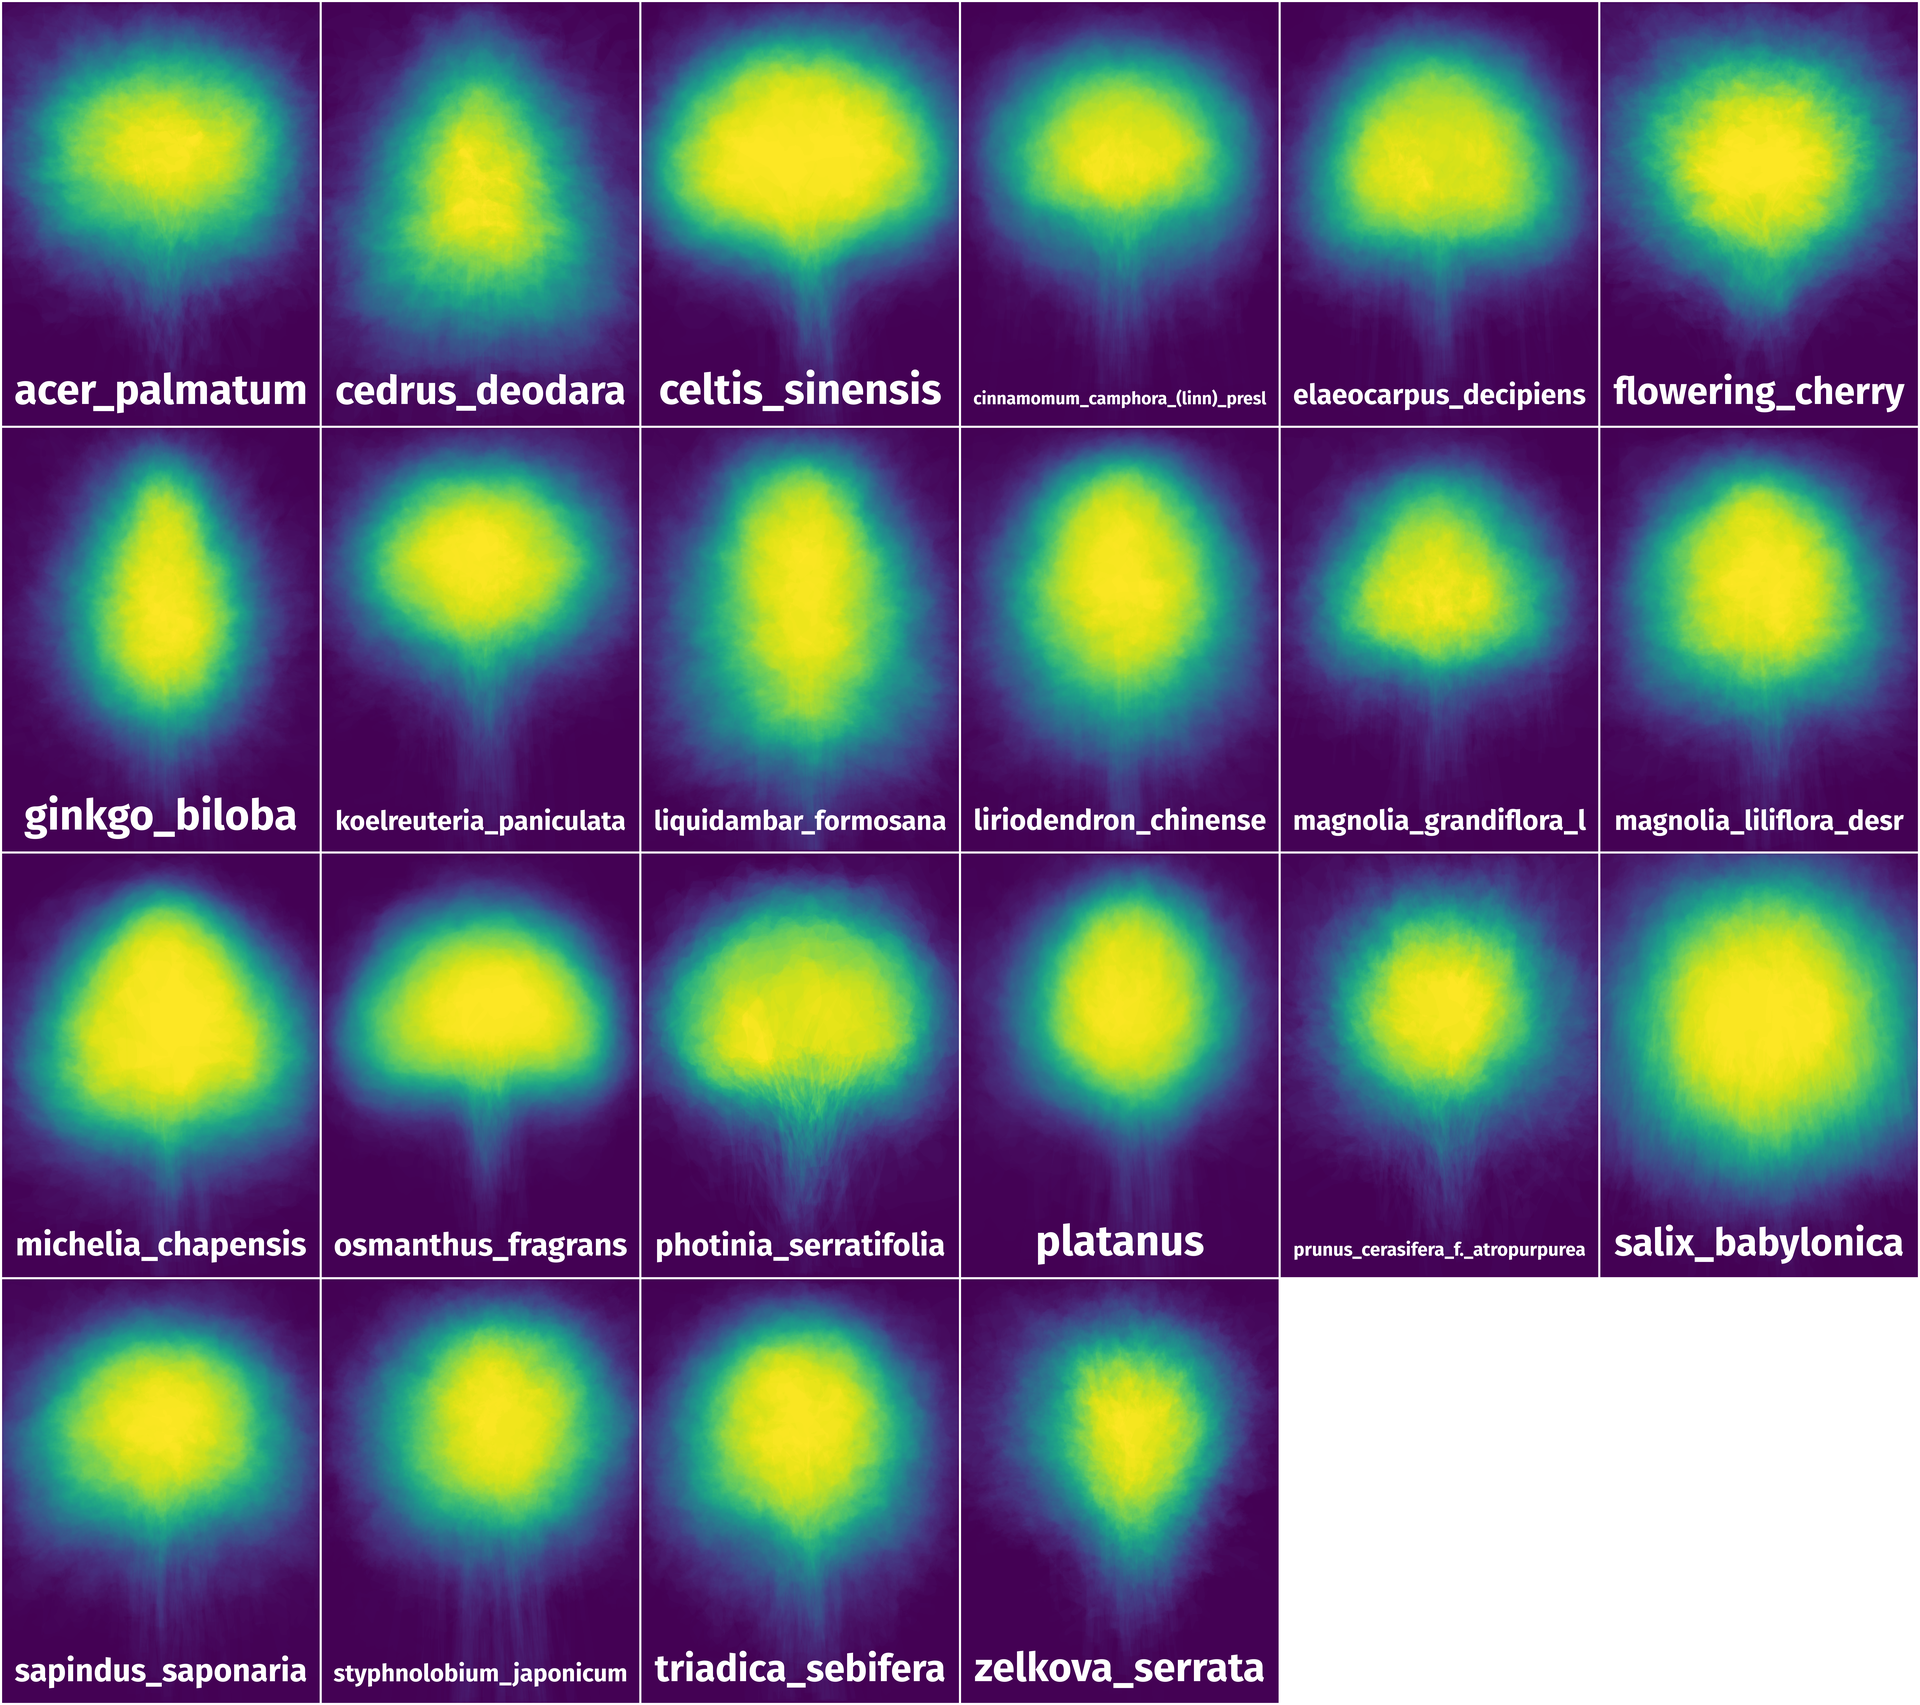 acer_palmatum
cedrus_deodara
celtis_sinensis
cinnamomum_camphora_(linn)_presl
elaeocarpus_decipiens
flowering_cherry
ginkgo_biloba
koelreuteria_paniculata
liquidambar_formosana
liriodendron_chinense
magnolia_grandiflora_l
magnolia_liliflora_desr
michelia_chapensis
osmanthus_fragrans
photinia_serratifolia
platanus
prunus_cerasifera_f._atropurpurea
salix_babylonica
sapindus_saponaria
styphnolobium_japonicum
triadica_sebifera
zelkova_serrata